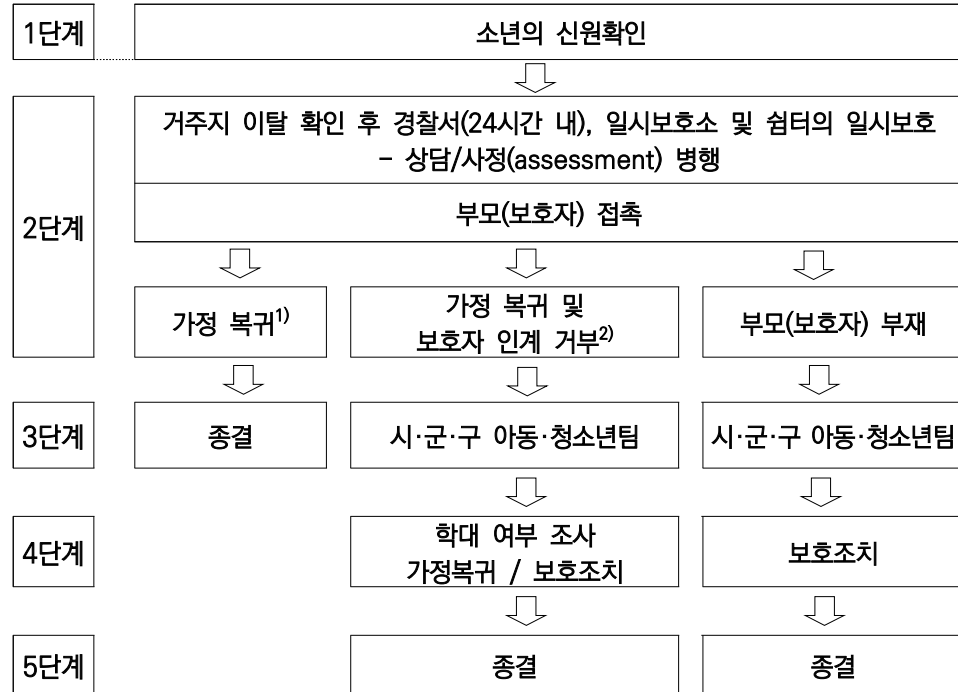 1단계
소년의 신원확인
2단계
거주지 이탈 확인 후 경찰서(24시간 내), 일시보호소 및 쉼터의 일시보호
- 상담/사정(assessment) 병행
부모(보호자) 접촉
가정 복귀1)
가정 복귀 및
보호자 인계 거부2)
부모(보호자) 부재
3단계
종결
시·군·구 아동·청소년팀
시·군·구 아동·청소년팀
4단계
학대 여부 조사
가정복귀 / 보호조치
보호조치
5단계
종결
종결